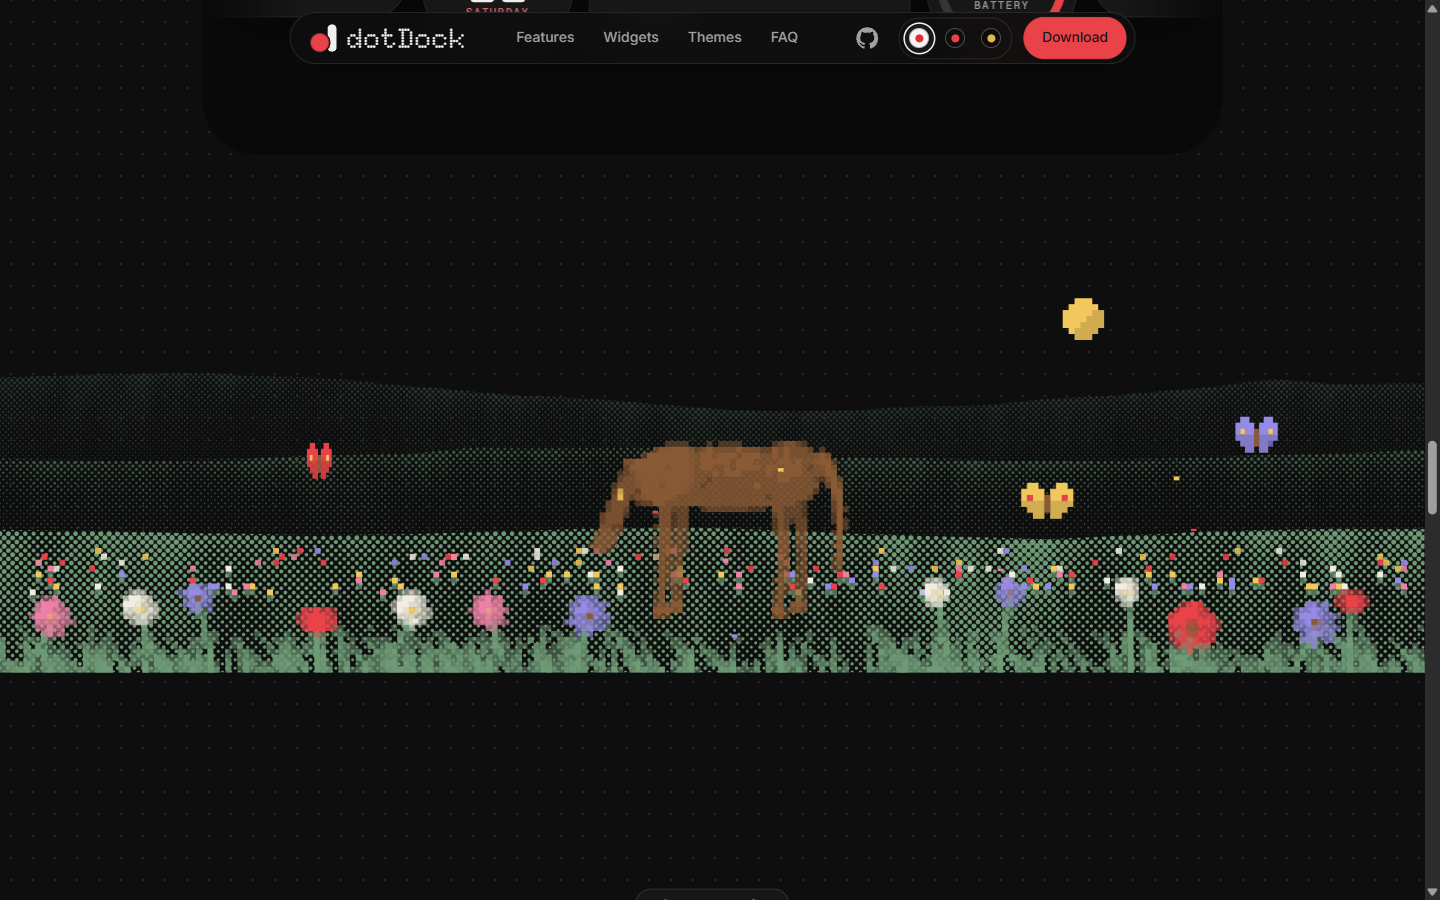 SATURDAY
BATTERY
dotDock
Features
Widgets
Themes
FAQ
Download